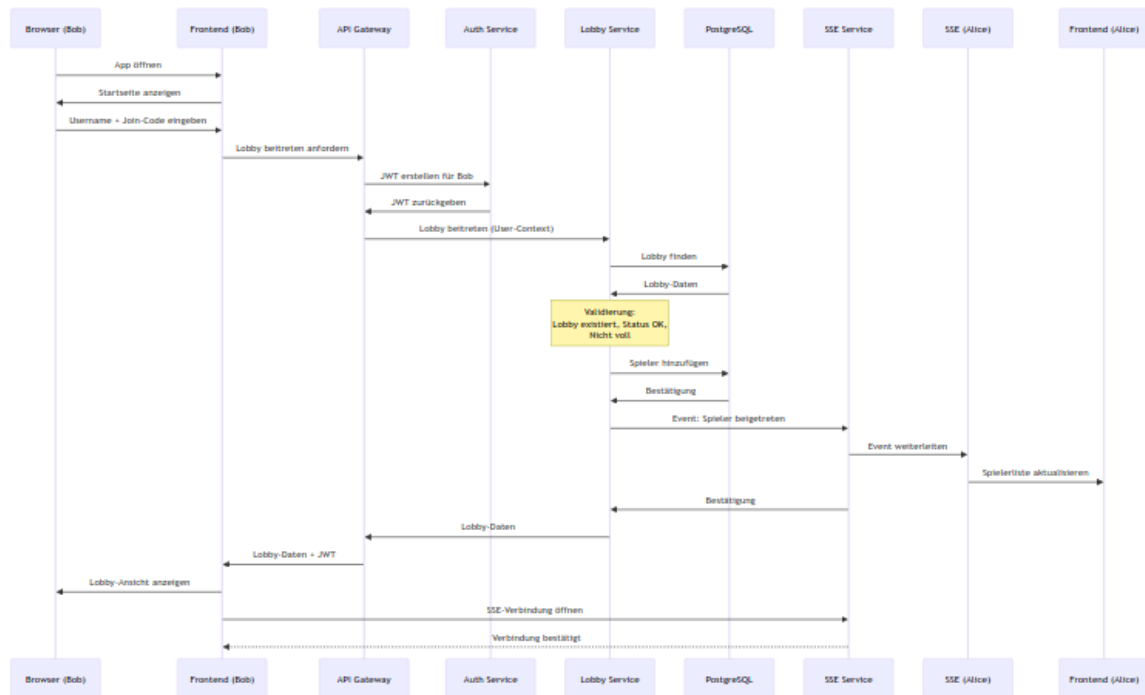 Browser (Bob)
Frontend (Bob)
API Gateway
Auth Service
Lobby Service
PostgreSQL
SSE Service
SSE (Alice)
Frontend (Alice)
App öffnen
Startseite anzeigen
Username + Join-Code eingeben
Lobby beitreten anfordern
JWT erstellen für Bob
JWT zurückgeben
Lobby beitreten (User-Context)
Lobby finden
Lobby-Daten
Validierung:
Lobby existiert, Status OK,
Nicht voll
Spieler hinzufügen
Bestätigung
Event: Spieler beigetreten
Event weiterleiten
Spielerliste aktualisieren
Bestätigung
Lobby-Daten
Lobby-Daten + JWT
Lobby-Ansicht anzeigen
SSE-Verbindung öffnen
Verbindung bestätigt
Browser (Bob)
Frontend (Bob)
API Gateway
Auth Service
Lobby Service
PostgreSQL
SSE Service
SSE (Alice)
Frontend (Alice)